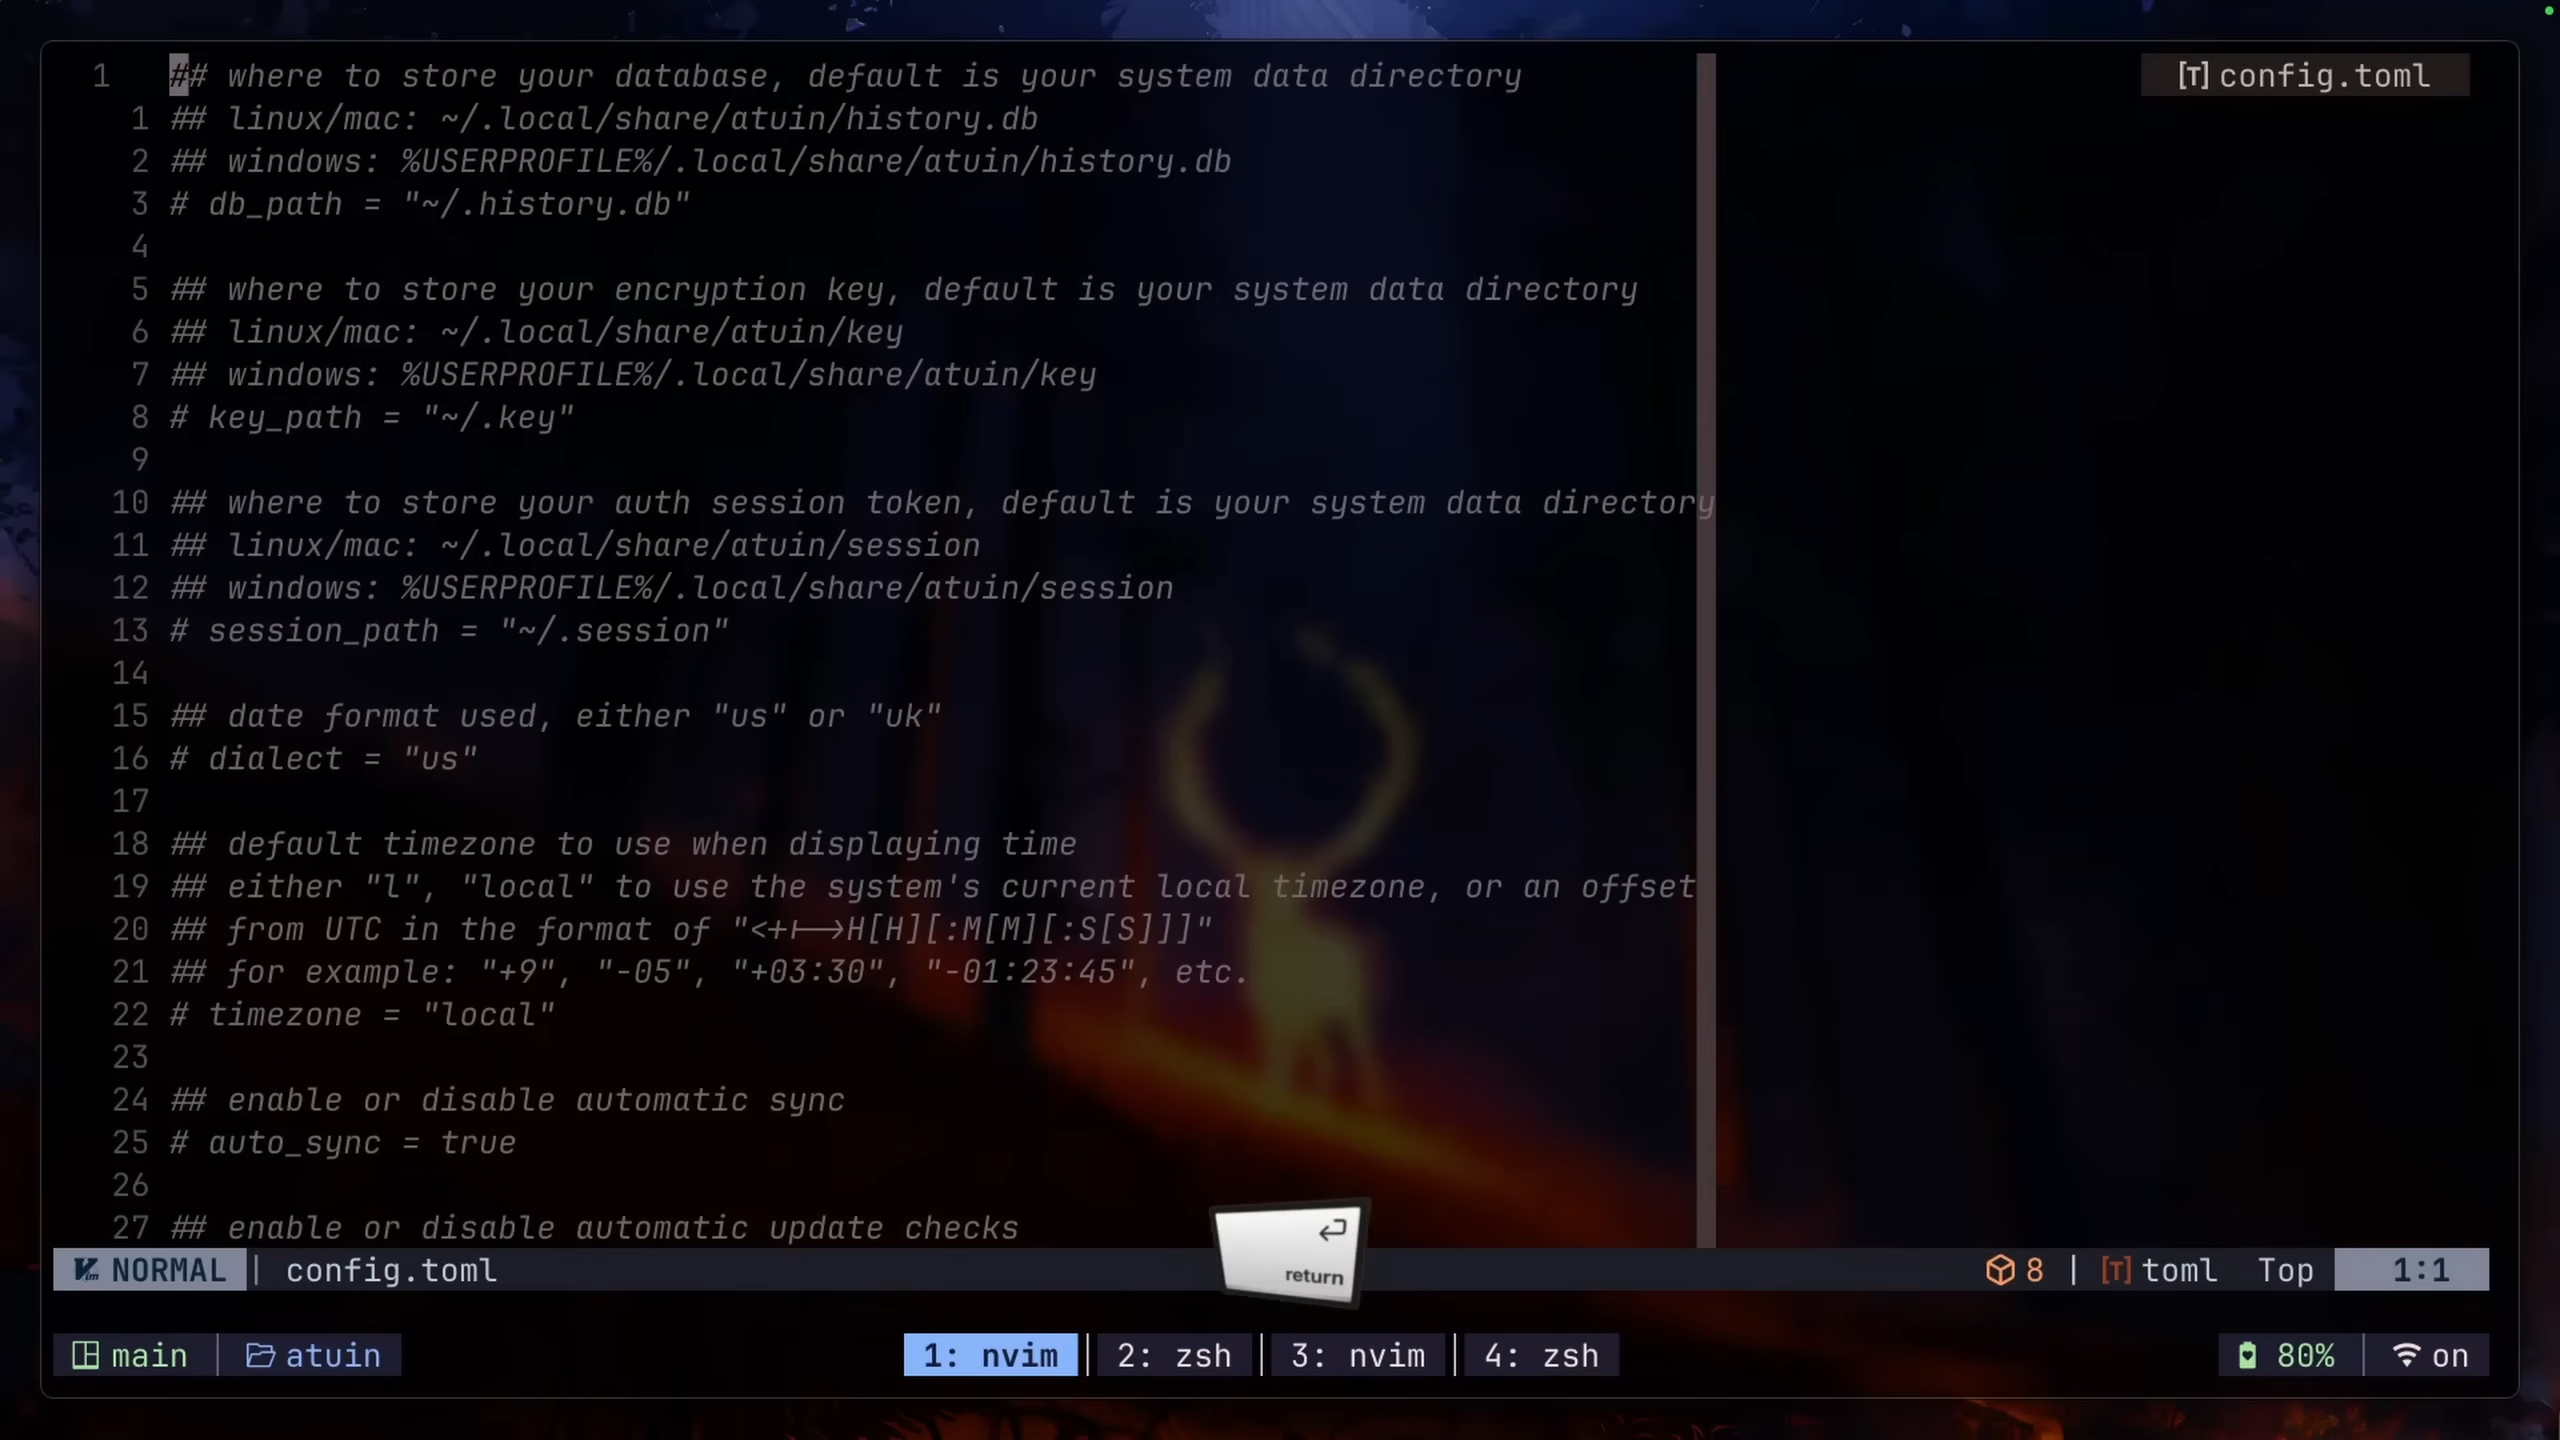 1 ## where to store your database, default is your system data directory
[T] config.toml
1 ## linux/mac: ~/.local/share/atuin/history.db
2 ## windows: %USERPROFILE%/.local/share/atuin/history.db
3 # db_path = "~/.history.db"
4
5 ## where to store your encryption key, default is your system data directory
6 ## linux/mac: ~/.local/share/atuin/key
7 ## windows: %USERPROFILE%/.local/share/atuin/key
8 # key_path = "~/.key"
9
10 ## where to store your auth session token, default is your system data directory
11 ## linux/mac: ~/.local/share/atuin/session
12 ## windows: %USERPROFILE%/.local/share/atuin/session
13 # session_path = "~/.session"
14
15 ## date format used, either "us" or "uk"
16 # dialect = "us"
17
18 ## default timezone to use when displaying time
19 ## either "l", "local" to use the system's current local timezone, or an offset
20 ## from UTC in the format of "<+|-->H[H][:M[M][:S[S]]]"
21 ## for example: "+9", "-05", "+03:30", "-01:23:45", etc.
22 # timezone = "local"
23
24 ## enable or disable automatic sync
25 # auto_sync = true
26
27 ## enable or disable automatic update checks
return
NORMAL | config.toml
8 | [T] toml Top 1:1
main | atuin
1: nvim | 2: zsh | 3: nvim | 4: zsh
80% | on